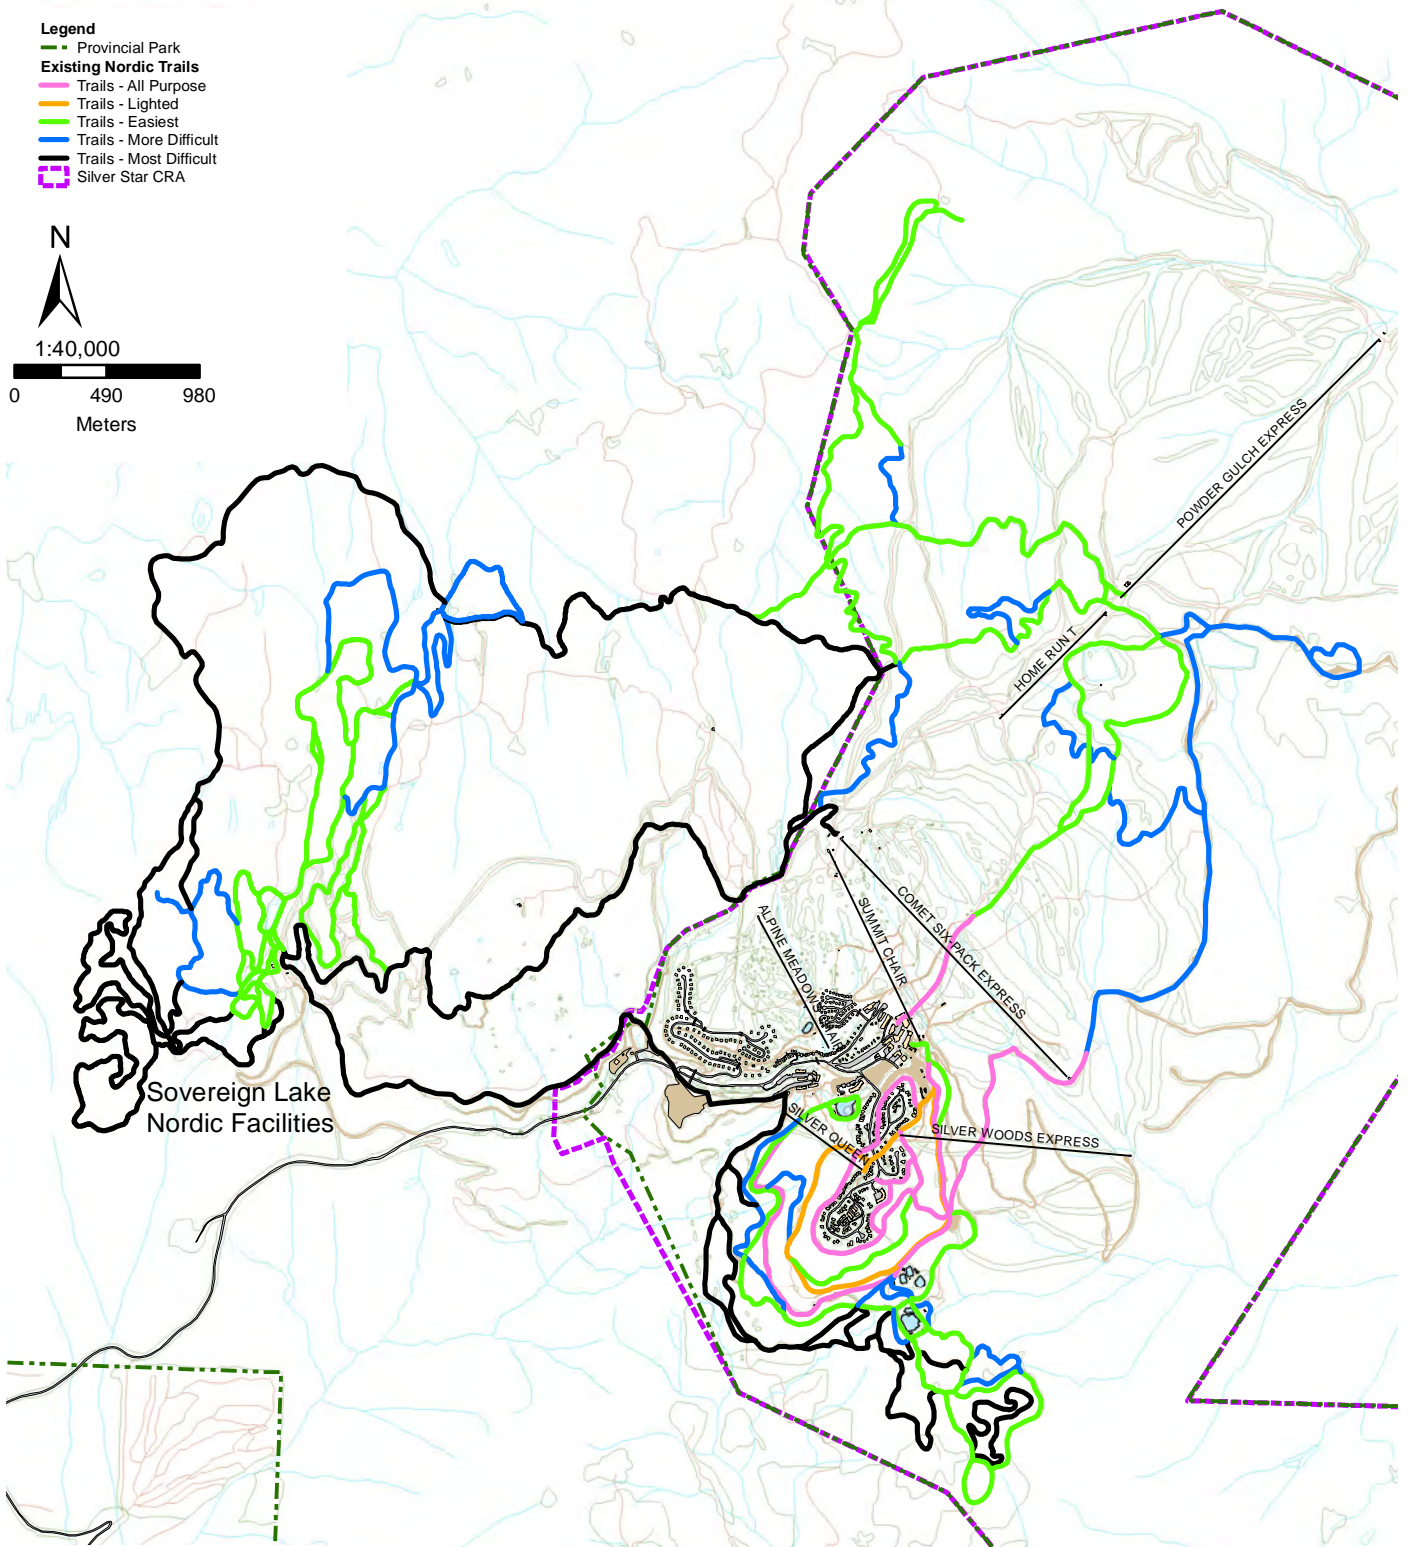 Legend
Provincial Park
Existing Nordic Trails
Trails - All Purpose
Trails - Lighted
Trails - Easiest
Trails - More Difficult
Trails - Most Difficult
Silver Star CRA
N
1:40,000
0 490 980
Meters
POWDER GULCH EXPRESS
HOME RUN T
COMET SIX-PACK EXPRESS
SUMMIT CHAIR
ALPINE MEADOW
SILVER QUEEN
SILVER WOODS EXPRESS
Sovereign Lake
Nordic Facilities